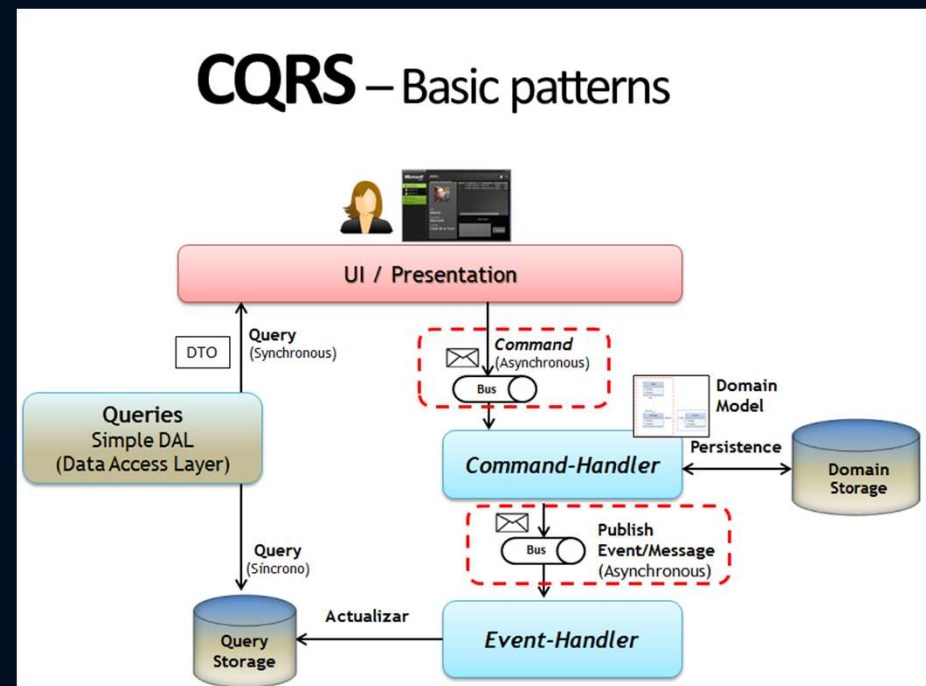 CQRS – Basic patterns
UI / Presentation
DTO
Query
(Synchronous)
Command
(Asynchronous)
Bus
Queries
Simple DAL
(Data Access Layer)
Domain
Model
Command-Handler
Persistence
Domain
Storage
Query
(Síncrono)
Bus
Publish
Event/Message
(Asynchronous)
Query
Storage
Actualizar
Event-Handler